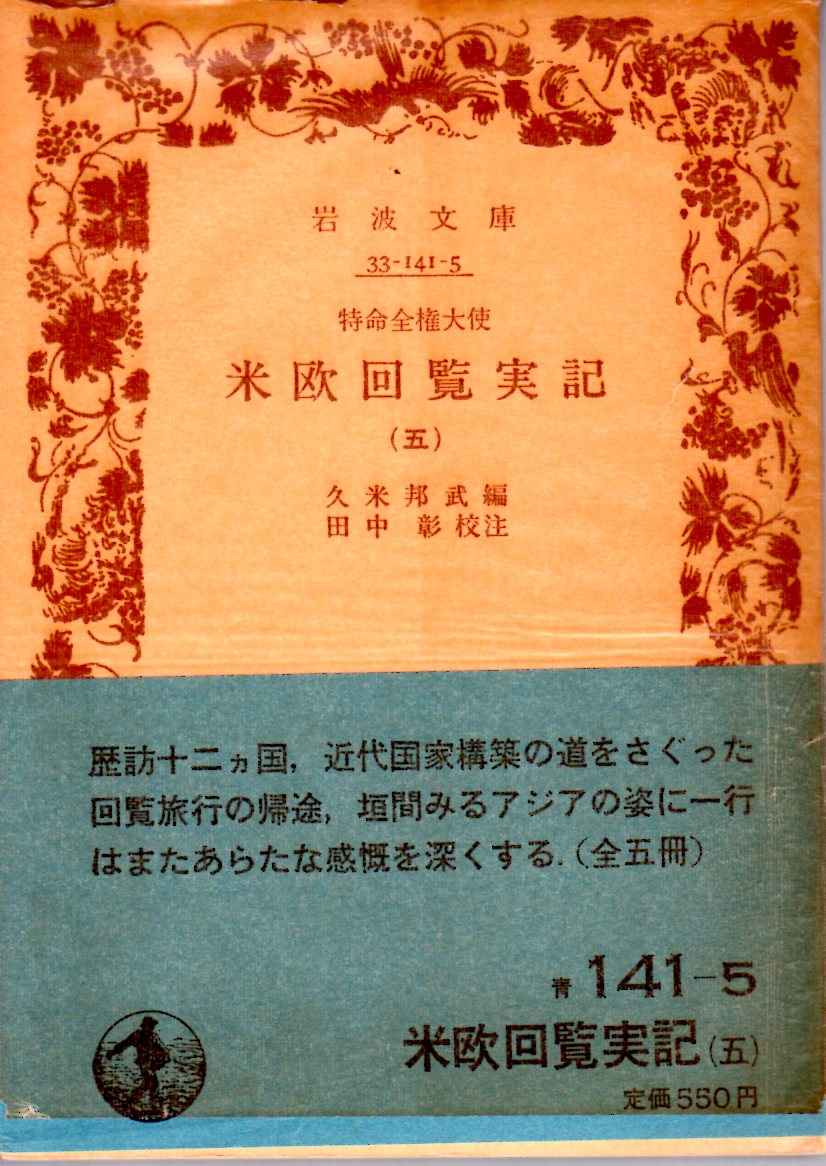 岩波文庫
33-141-5
特命全権大使
米欧回覧実記
(五)
久米邦武編
田中彰校注
歴訪十二ヵ国，近代国家構築の道をさぐった
回覧旅行の帰途，垣間みるアジアの姿に一行
はまたあらたな感慨を深くする．(全五冊)
青 141-5
米欧回覧実記(五)
定価550円